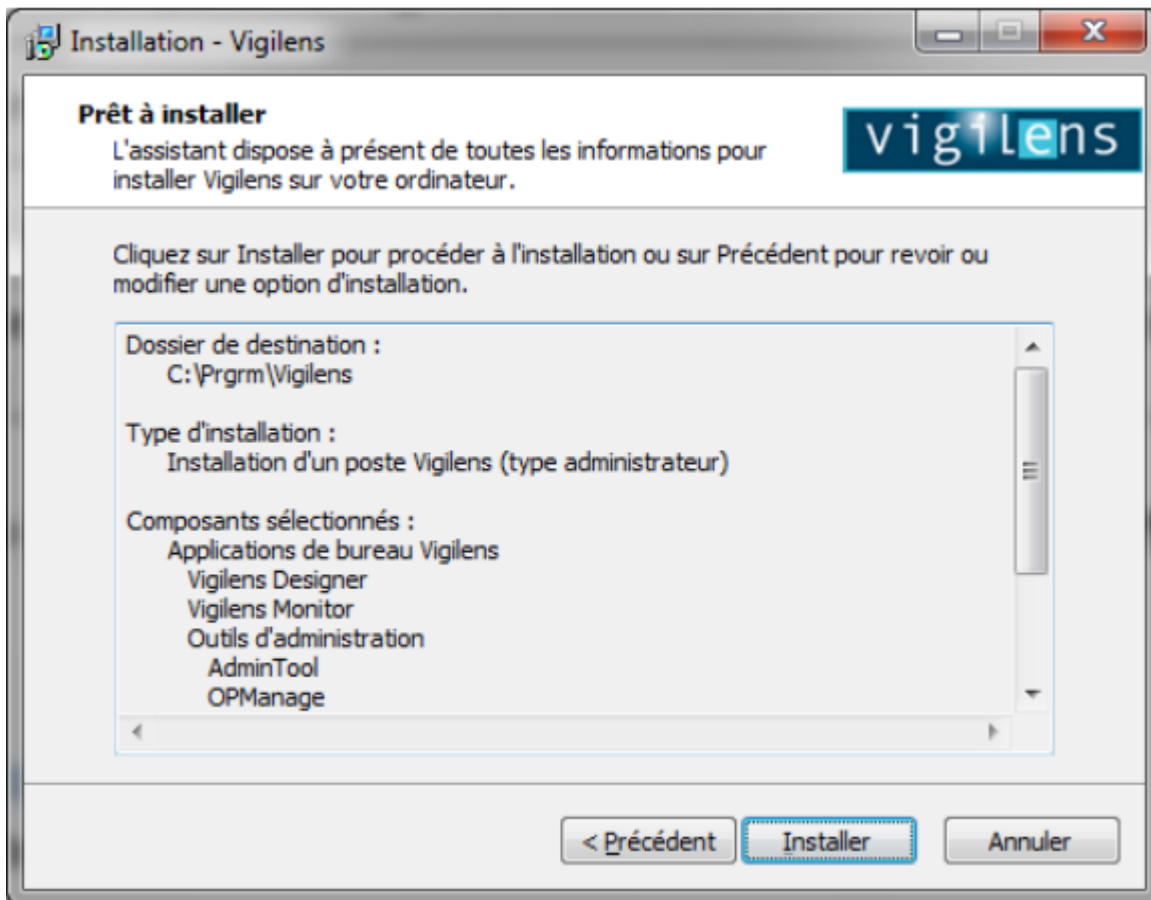 Installation - Vigilens
Prêt à installer
L'assistant dispose à présent de toutes les informations pour
installer Vigilens sur votre ordinateur.
vigilens
Cliquez sur Installer pour procéder à l'installation ou sur Précédent pour revoir ou
modifier une option d'installation.
Dossier de destination :
C:\Prgrm\Vigilens
Type d'installation :
Installation d'un poste Vigilens (type administrateur)
Composants sélectionnés :
Applications de bureau Vigilens
Vigilens Designer
Vigilens Monitor
Outils d'administration
AdminTool
OPManage
< Précédent
Installer
Annuler